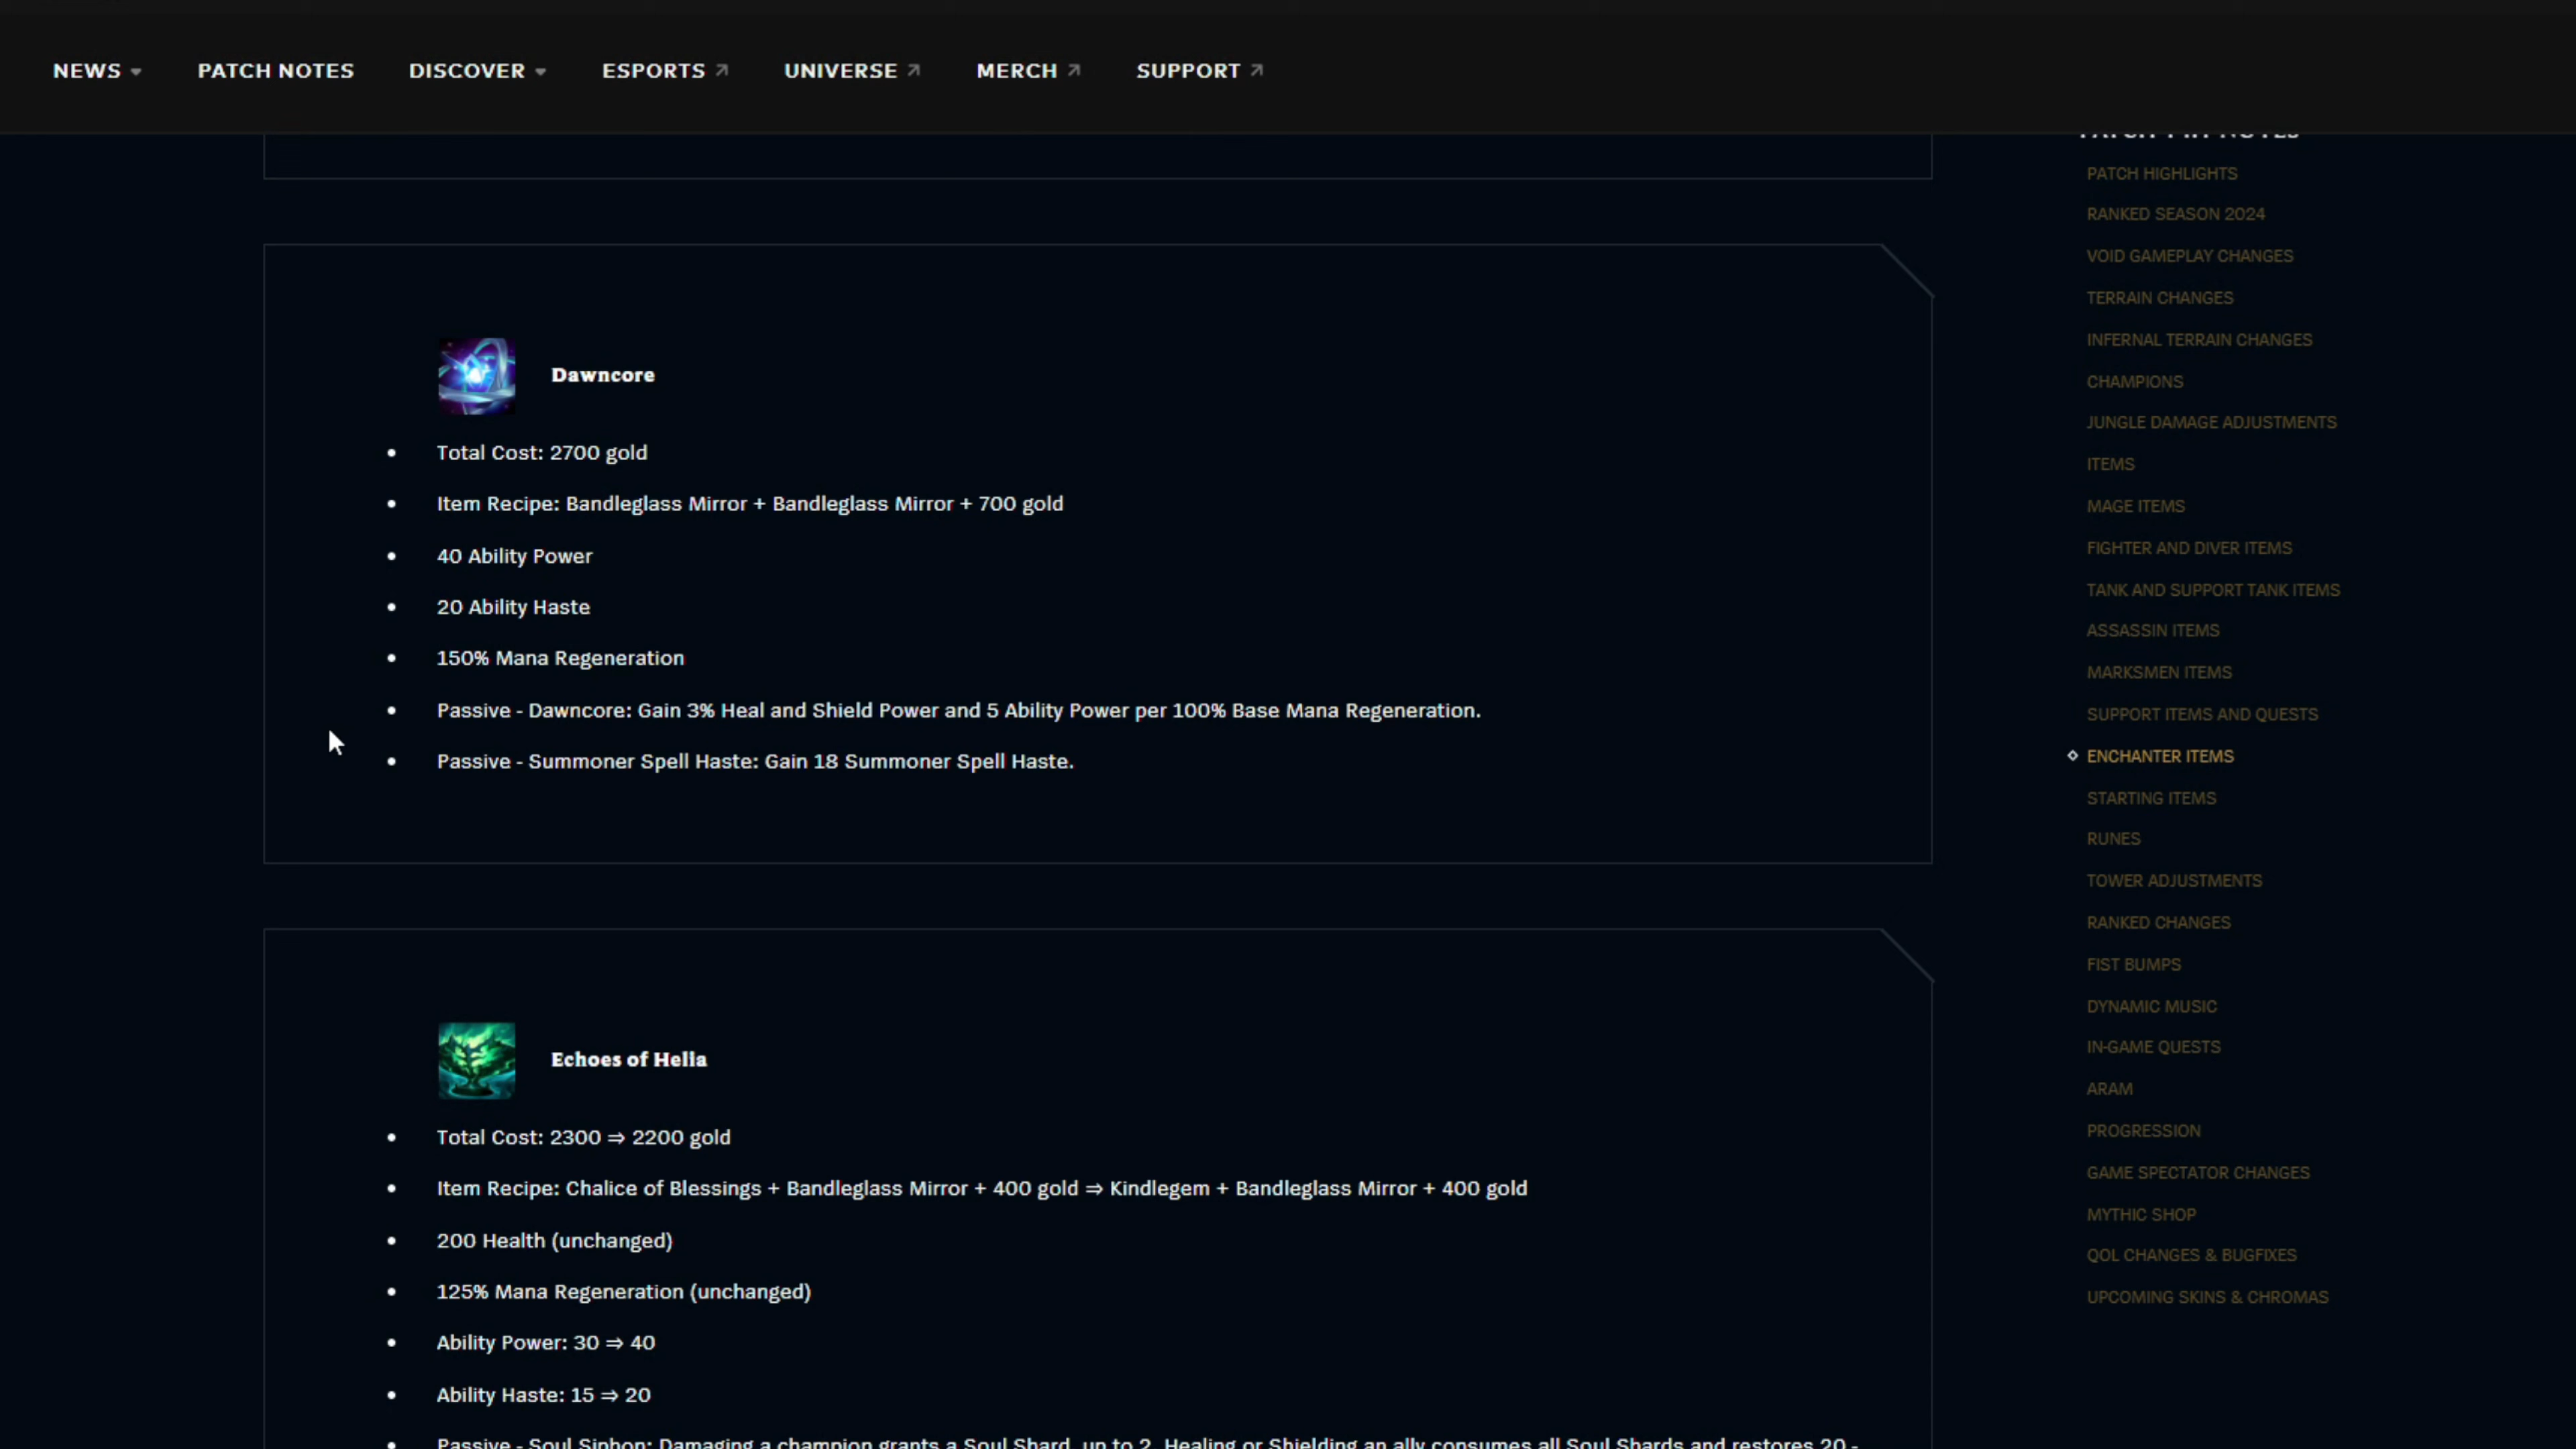 NEWS
PATCH NOTES
DISCOVER
ESPORTS
UNIVERSE
MERCH
SUPPORT
Dawncore
• Total Cost: 2700 gold
• Item Recipe: Bandleglass Mirror + Bandleglass Mirror + 700 gold
• 40 Ability Power
• 20 Ability Haste
• 150% Mana Regeneration
• Passive - Dawncore: Gain 3% Heal and Shield Power and 5 Ability Power per 100% Base Mana Regeneration.
• Passive - Summoner Spell Haste: Gain 18 Summoner Spell Haste.
Echoes of Hella
• Total Cost: 2300 ⇒ 2200 gold
• Item Recipe: Chalice of Blessings + Bandleglass Mirror + 400 gold ⇒ Kindlegem + Bandleglass Mirror + 400 gold
• 200 Health (unchanged)
• 125% Mana Regeneration (unchanged)
• Ability Power: 30 ⇒ 40
• Ability Haste: 15 ⇒ 20
• Passive - Soul Siphon: Damaging a champion grants a Soul Shard, up to 2. Healing or Shielding an ally consumes all Soul Shards and restores 20 -
PATCH HIGHLIGHTS
RANKED SEASON 2024
VOID GAMEPLAY CHANGES
TERRAIN CHANGES
INFERNAL TERRAIN CHANGES
CHAMPIONS
JUNGLE DAMAGE ADJUSTMENTS
ITEMS
MAGE ITEMS
FIGHTER AND DIVER ITEMS
TANK AND SUPPORT TANK ITEMS
ASSASSIN ITEMS
MARKSMEN ITEMS
SUPPORT ITEMS AND QUESTS
ENCHANTER ITEMS
STARTING ITEMS
RUNES
TOWER ADJUSTMENTS
RANKED CHANGES
FIST BUMPS
DYNAMIC MUSIC
IN-GAME QUESTS
ARAM
PROGRESSION
GAME SPECTATOR CHANGES
MYTHIC SHOP
QOL CHANGES & BUGFIXES
UPCOMING SKINS & CHROMAS